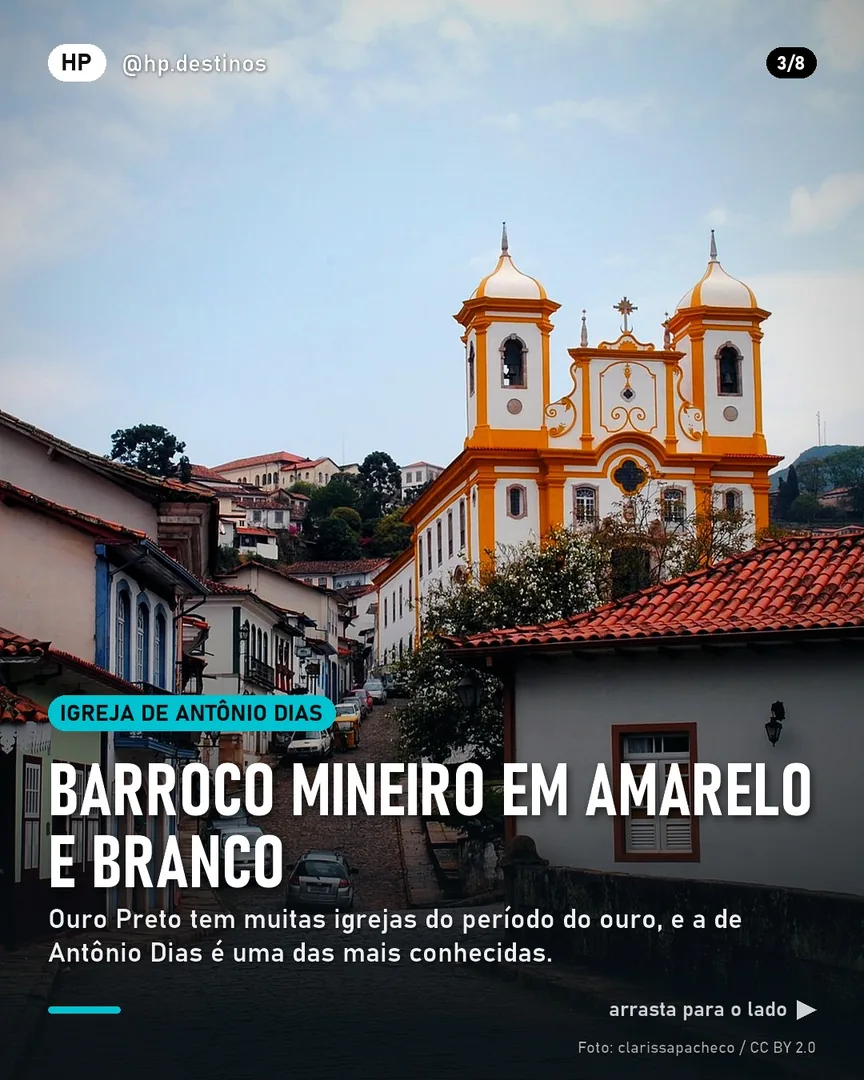 HP @hp.destinos 3/8
IGREJA DE ANTÔNIO DIAS
BARROCO MINEIRO EM AMARELO
E BRANCO
Ouro Preto tem muitas igrejas do período do ouro, e a de
Antônio Dias é uma das mais conhecidas.
arrasta para o lado ▶
Foto: clarissapacheco / CC BY 2.0